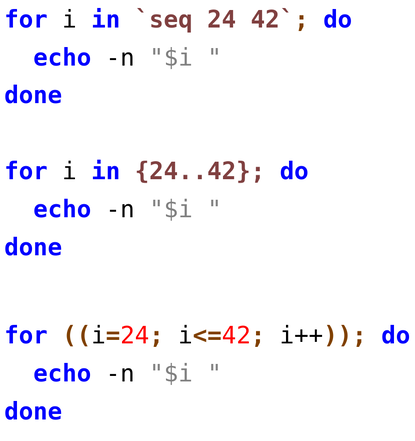 for i in `seq 24 42`; do
  echo -n "$i "
done

for i in {24..42}; do
  echo -n "$i "
done

for ((i=24; i<=42; i++)); do
  echo -n "$i "
done